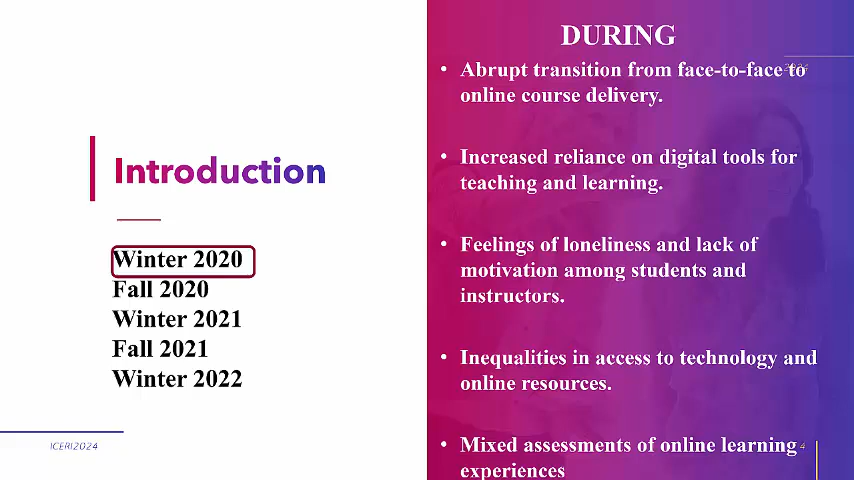 Introduction
Winter 2020
Fall 2020
Winter 2021
Fall 2021
Winter 2022
ICERI2024
DURING
2024
• Abrupt transition from face-to-face to
online course delivery.
• Increased reliance on digital tools for
teaching and learning.
• Feelings of loneliness and lack of
motivation among students and
instructors.
• Inequalities in access to technology and
online resources.
• Mixed assessments of online learning
experiences
4